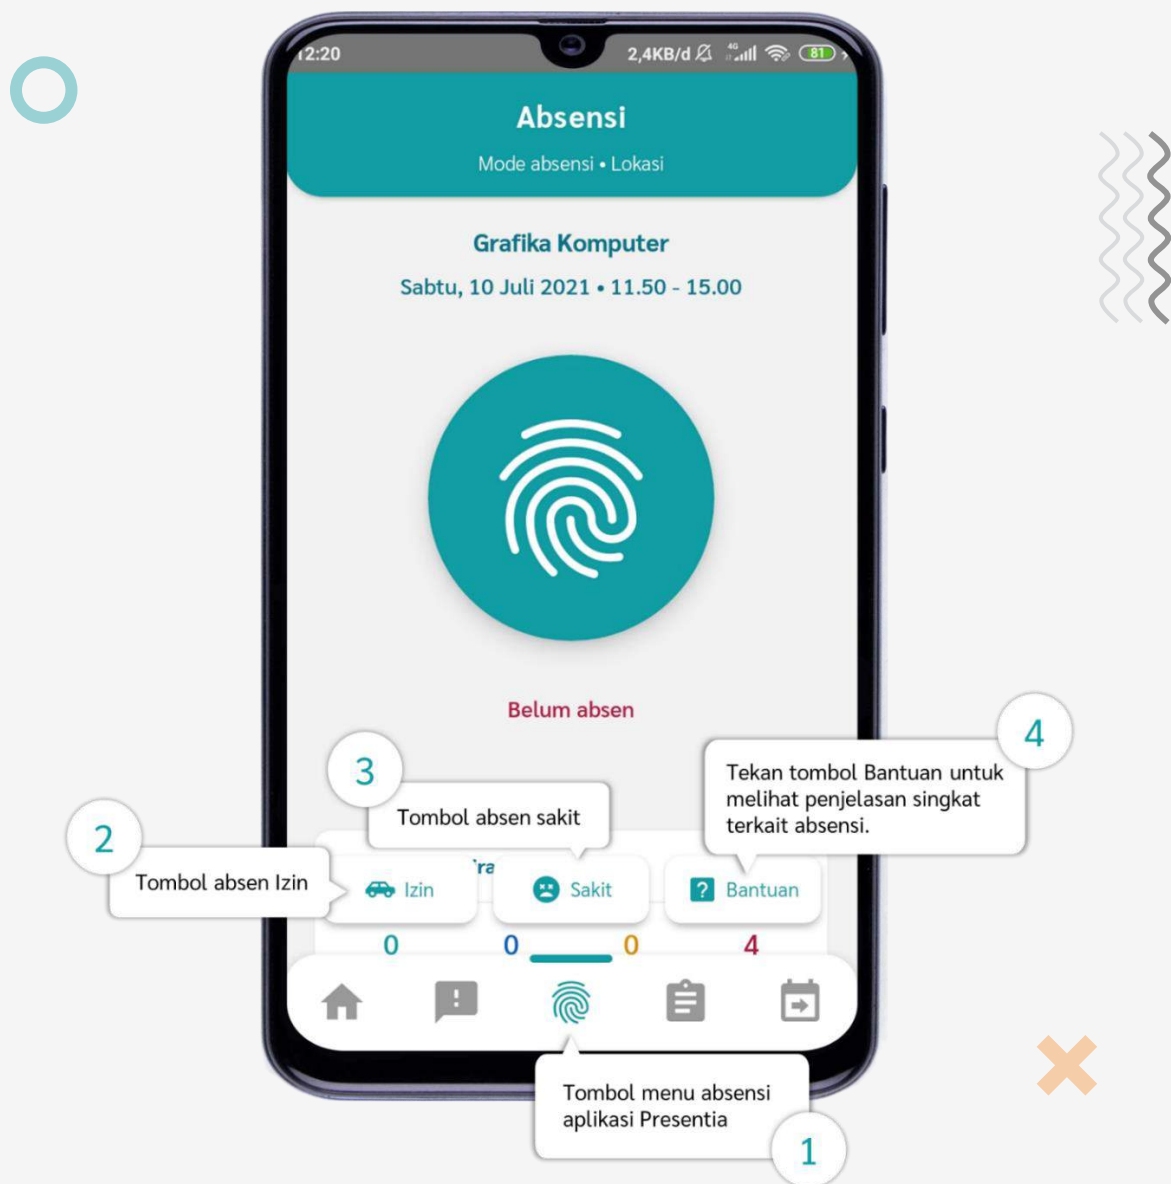 12:20
2,4KB/d 4G 81
Absensi
Mode absensi • Lokasi
Grafika Komputer
Sabtu, 10 Juli 2021 • 11.50 - 15.00
Belum absen
4
Tekan tombol Bantuan untuk
melihat penjelasan singkat
terkait absensi.
3
Tombol absen sakit
2
Tombol absen Izin
Izin
Sakit
? Bantuan
0 0 0 4
Tombol menu absensi
aplikasi Presentia
1